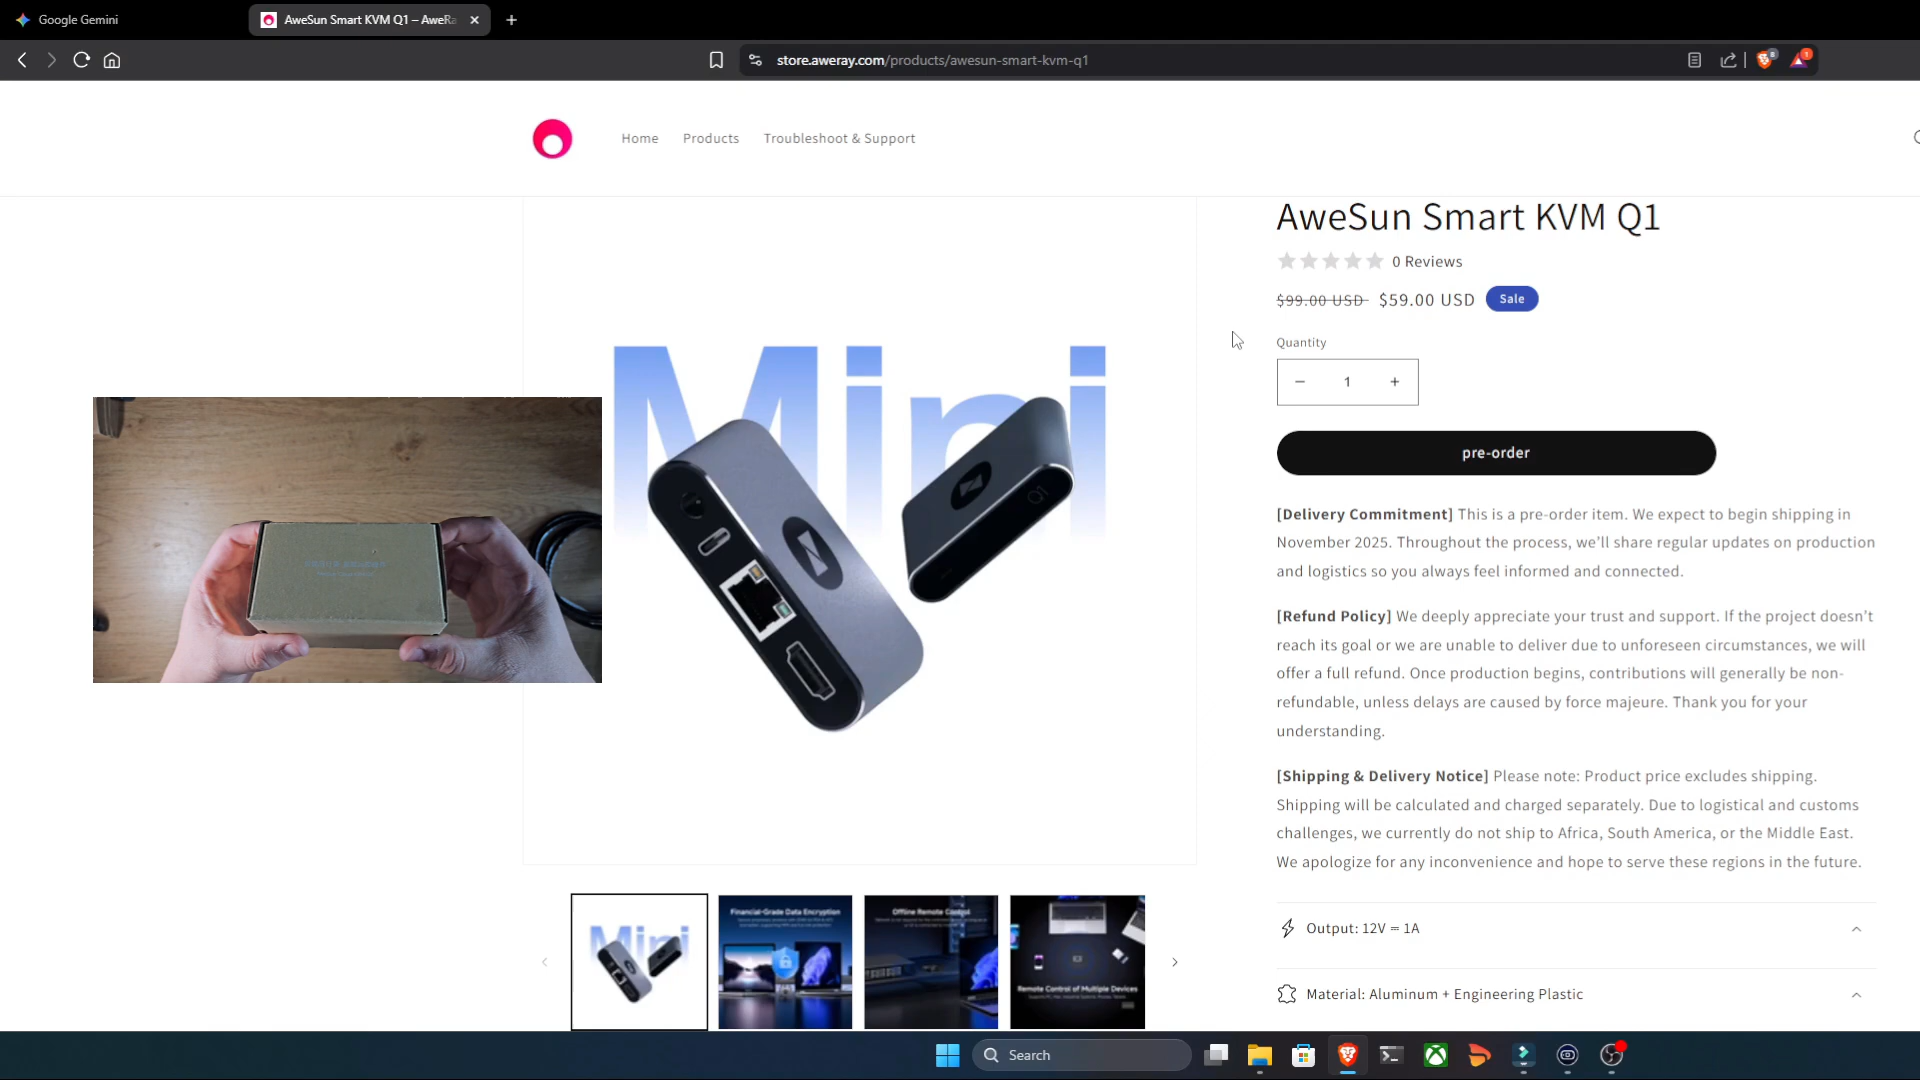 Google Gemini
AweSun Smart KVM Q1 – AweRa
store.aweray.com/products/awesun-smart-kvm-q1
8
1
Home
Products
Troubleshoot & Support
AweSun Smart KVM Q1
0 Reviews
$99.00 USD $59.00 USD Sale
Quantity
− 1 +
pre-order
Mini
Q1
[Delivery Commitment] This is a pre-order item. We expect to begin shipping in
November 2025. Throughout the process, we’ll share regular updates on production
and logistics so you always feel informed and connected.
[Refund Policy] We deeply appreciate your trust and support. If the project doesn’t
reach its goal or we are unable to deliver due to unforeseen circumstances, we will
offer a full refund. Once production begins, contributions will generally be non-
refundable, unless delays are caused by force majeure. Thank you for your
understanding.
[Shipping & Delivery Notice] Please note: Product price excludes shipping.
Shipping will be calculated and charged separately. Due to logistical and customs
challenges, we currently do not ship to Africa, South America, or the Middle East.
We apologize for any inconvenience and hope to serve these regions in the future.
Output: 12V = 1A
Material: Aluminum + Engineering Plastic
Mini
Financial-Grade Data Encryption
Offline Remote Control
Remote Control of Multiple Devices
Search